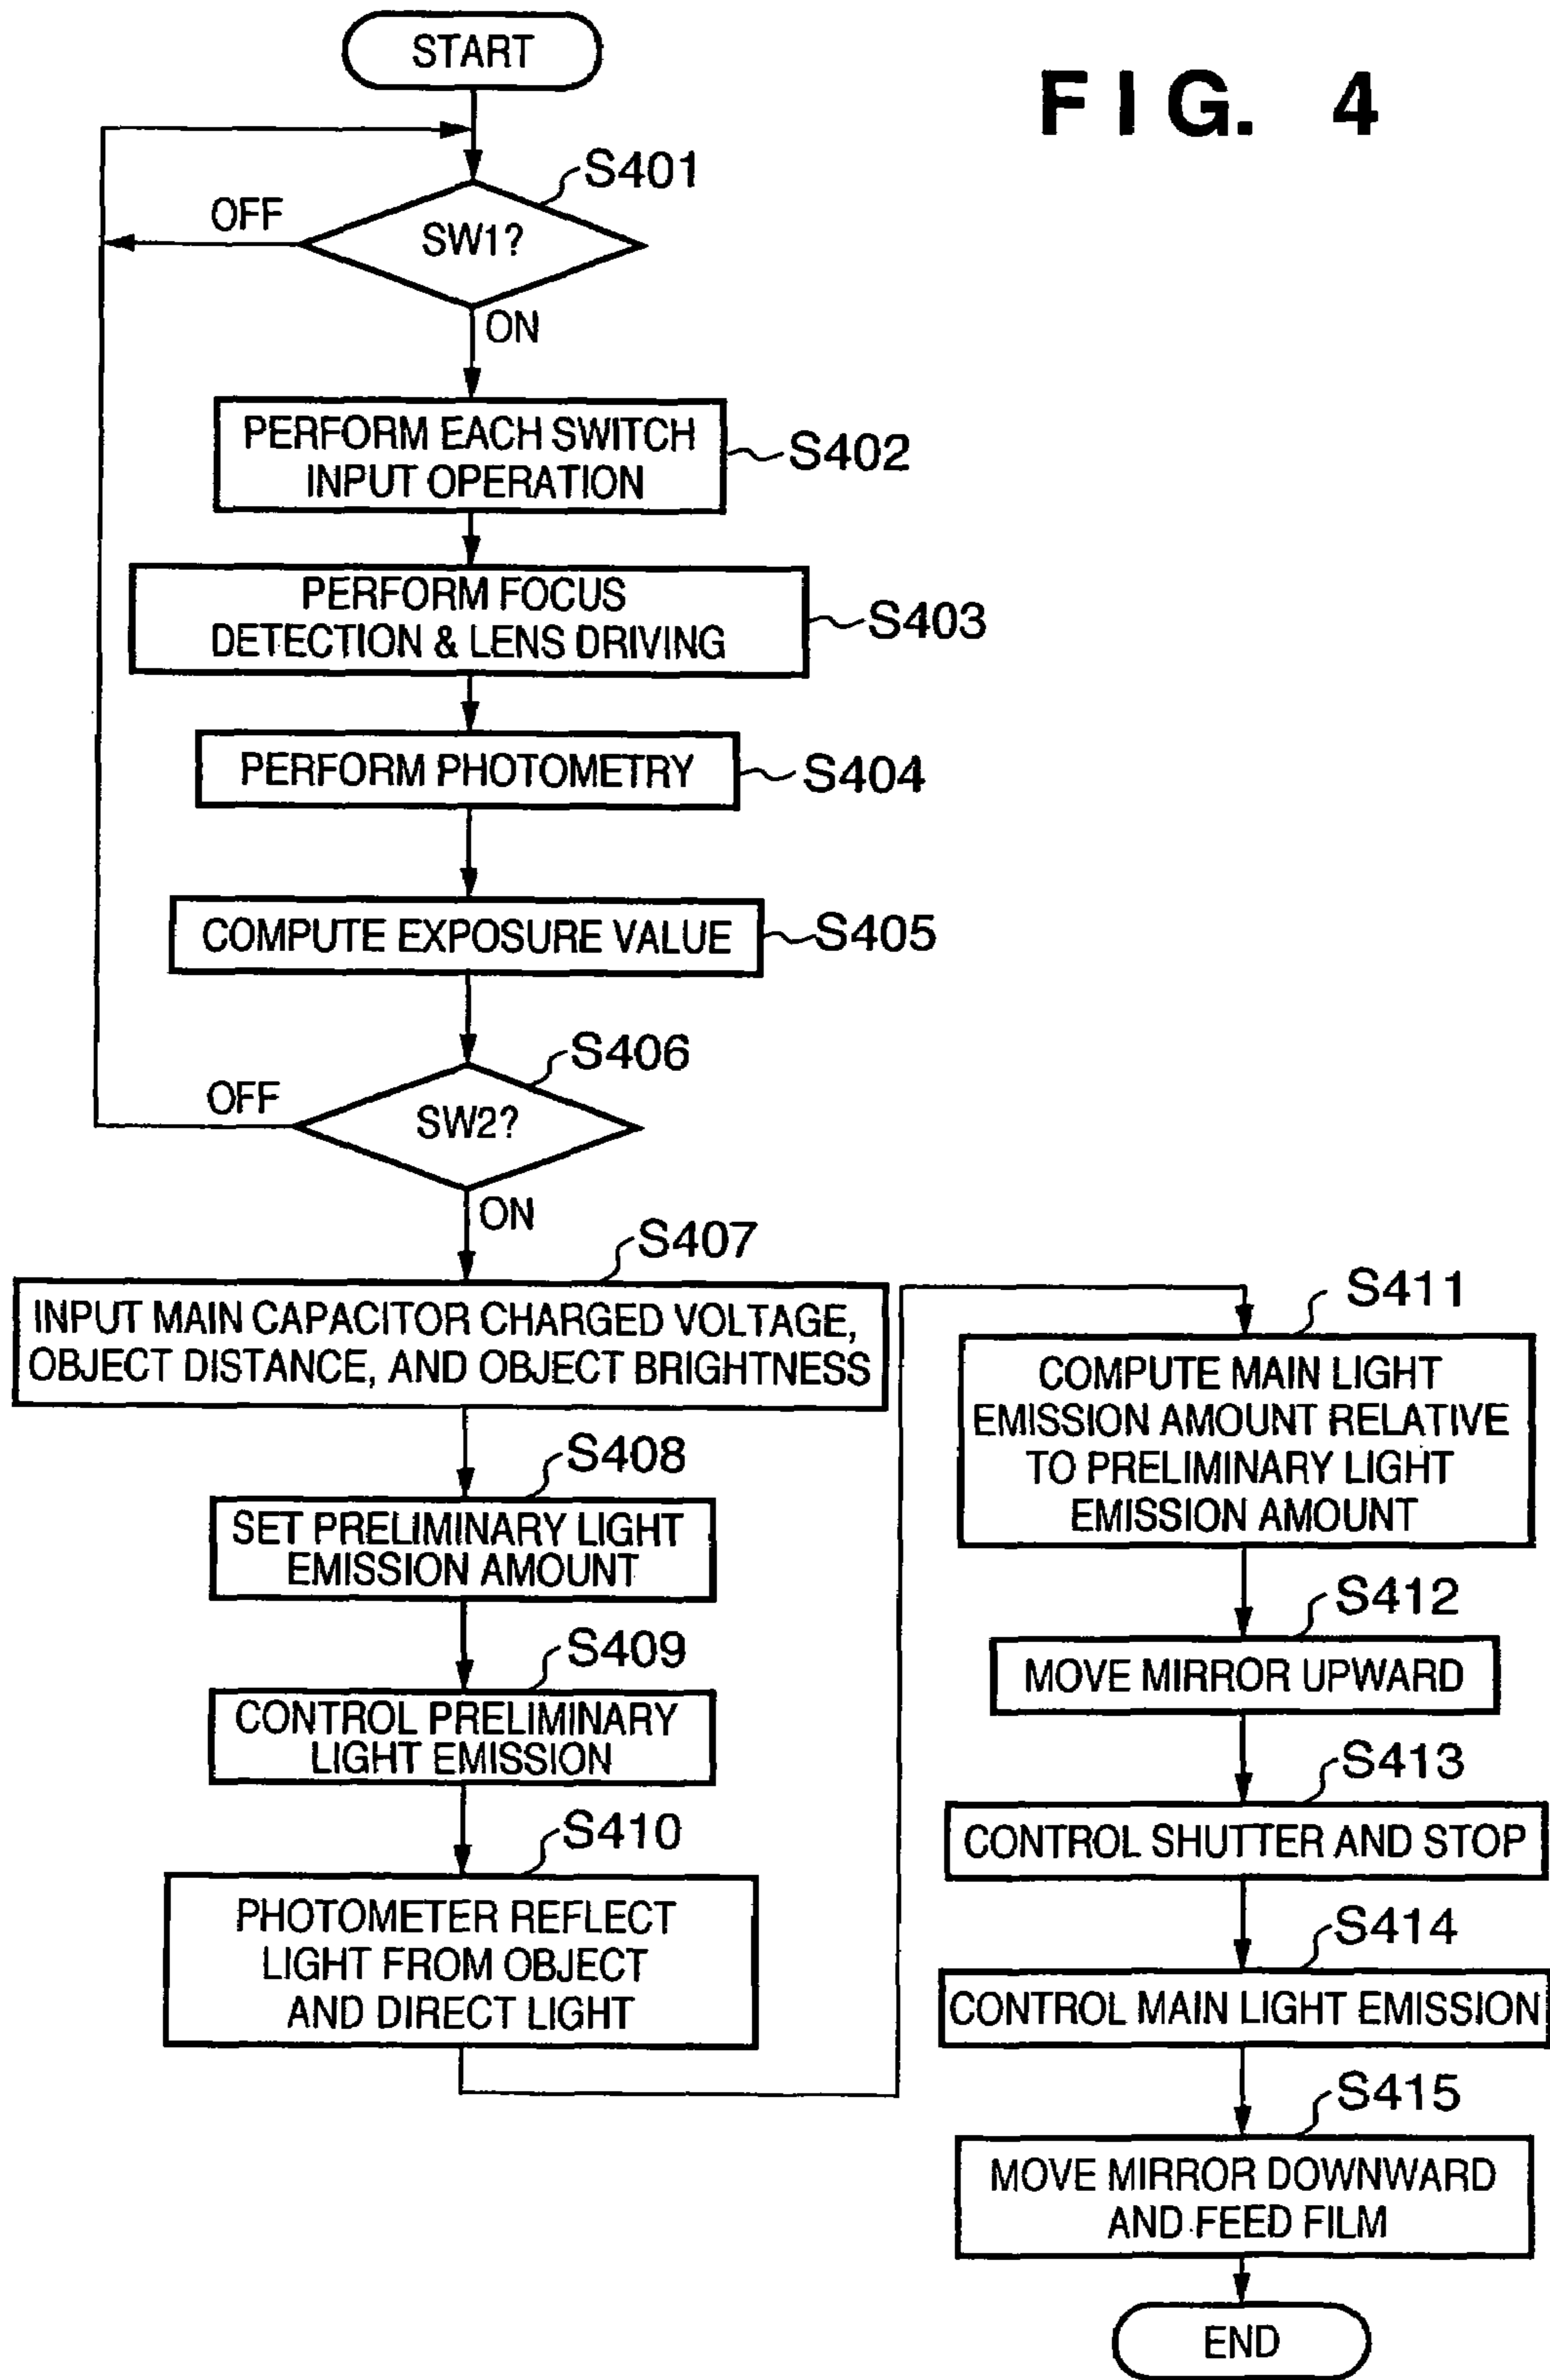 START
FIG. 4
S401
OFF
SW1?
ON
PERFORM EACH SWITCH
INPUT OPERATION
S402
PERFORM FOCUS
DETECTION & LENS DRIVING
S403
PERFORM PHOTOMETRY
S404
COMPUTE EXPOSURE VALUE
S405
S406
OFF
SW2?
ON
S407
INPUT MAIN CAPACITOR CHARGED VOLTAGE,
OBJECT DISTANCE, AND OBJECT BRIGHTNESS
S408
SET PRELIMINARY LIGHT
EMISSION AMOUNT
S409
CONTROL PRELIMINARY
LIGHT EMISSION
S410
PHOTOMETER REFLECT
LIGHT FROM OBJECT
AND DIRECT LIGHT
S411
COMPUTE MAIN LIGHT
EMISSION AMOUNT RELATIVE
TO PRELIMINARY LIGHT
EMISSION AMOUNT
S412
MOVE MIRROR UPWARD
S413
CONTROL SHUTTER AND STOP
S414
CONTROL MAIN LIGHT EMISSION
S415
MOVE MIRROR DOWNWARD
AND FEED FILM
END